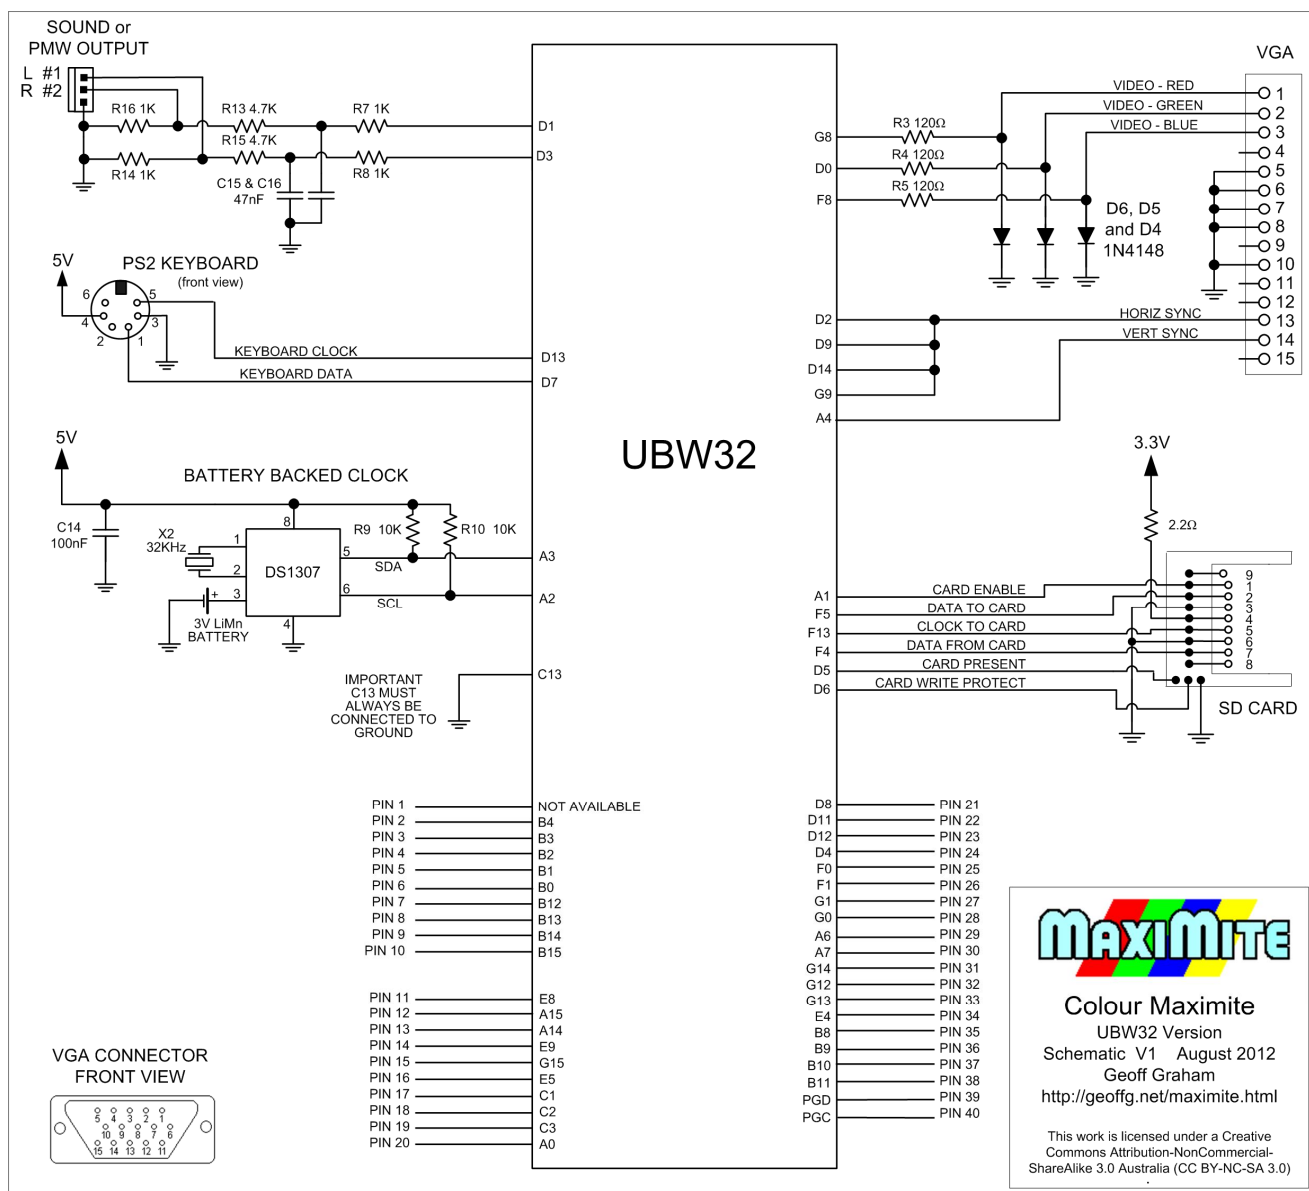 SOUND or
PMW OUTPUT
L #1
R #2
R16 1K
R13 4.7K
R7 1K
D1
R15 4.7K
D3
R14 1K
R8 1K
C15 & C16
47nF
5V
PS2 KEYBOARD
(front view)
6
5
4
3
2
1
KEYBOARD CLOCK
D13
KEYBOARD DATA
D7
5V
BATTERY BACKED CLOCK
C14
100nF
X2
32KHz
8
R9 10K
R10 10K
1
2
3
4
5
6
DS1307
SDA
A3
SCL
A2
+
3V LiMn
BATTERY
IMPORTANT
C13 MUST
ALWAYS BE
CONNECTED TO
GROUND
C13
UBW32
VGA
VIDEO - RED
VIDEO - GREEN
VIDEO - BLUE
G8
R3 120Ω
D0
R4 120Ω
F8
R5 120Ω
D6, D5
and D4
1N4148
1
2
3
4
5
6
7
8
9
10
11
12
13
14
15
D2
HORIZ SYNC
D9
VERT SYNC
D14
G9
A4
3.3V
2.2Ω
A1
CARD ENABLE
F5
DATA TO CARD
F13
CLOCK TO CARD
F4
DATA FROM CARD
D5
CARD PRESENT
D6
CARD WRITE PROTECT
9
1
2
3
4
5
6
7
8
SD CARD
PIN 1 NOT AVAILABLE
PIN 2 B4
PIN 3 B3
PIN 4 B2
PIN 5 B1
PIN 6 B0
PIN 7 B12
PIN 8 B13
PIN 9 B14
PIN 10 B15
PIN 11 E8
PIN 12 A15
PIN 13 A14
PIN 14 E9
PIN 15 G15
PIN 16 E5
PIN 17 C1
PIN 18 C2
PIN 19 C3
PIN 20 A0
D8 PIN 21
D11 PIN 22
D12 PIN 23
D4 PIN 24
F0 PIN 25
F1 PIN 26
G1 PIN 27
G0 PIN 28
A6 PIN 29
A7 PIN 30
G14 PIN 31
G12 PIN 32
G13 PIN 33
E4 PIN 34
B8 PIN 35
B9 PIN 36
B10 PIN 37
B11 PIN 38
PGD PIN 39
PGC PIN 40
VGA CONNECTOR
FRONT VIEW
5 4 3 2 1
10 9 8 7 6
15 14 13 12 11
MAXIMITE
Colour Maximite
UBW32 Version
Schematic V1 August 2012
Geoff Graham
http://geoffg.net/maximite.html
This work is licensed under a Creative
Commons Attribution-NonCommercial-
ShareAlike 3.0 Australia (CC BY-NC-SA 3.0)